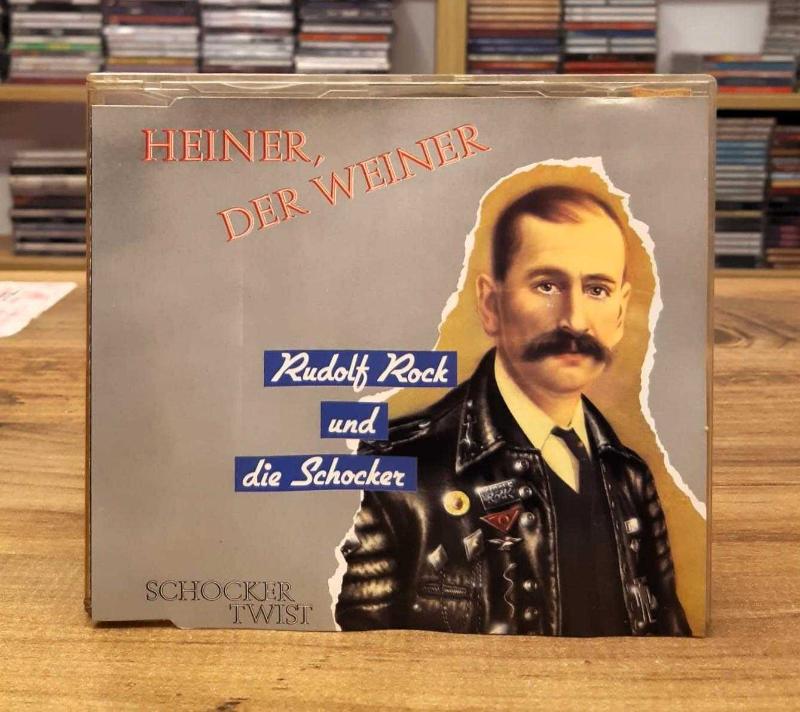 HEINER,
DER WEINER
Rudolf Rock
und
die Schocker
SCHOCKER
TWIST